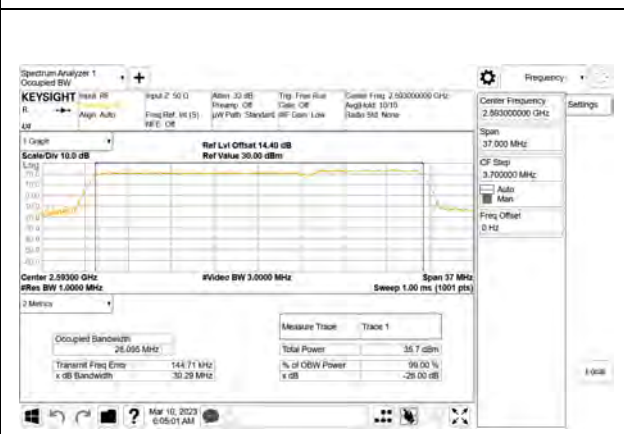 Spectrum Analyzer 1
Occupied BW
Frequency
KEYSIGHT
Input: RF
Input Z: 50 Ω
Atten: 32 dB
Trig: Free Run
Center Freq: 2.593000000 GHz
Preamp: Off
Gate: Off
Avg|Hold: 10/10
Align: Auto
Freq Ref: Int (S)
µW Path: Standard
#IF Gain: Low
Radio Std: None
NFE: Off
Center Frequency
2.593000000 GHz
Settings
Span
37.000 MHz
CF Step
3.700000 MHz
Auto
Man
Freq Offset
0 Hz
1 Graph
Scale/Div 10.0 dB
Ref Lvl Offset 14.40 dB
Ref Value 30.00 dBm
Log
Center 2.59300 GHz
#Res BW 1.0000 MHz
#Video BW 3.0000 MHz
Span 37 MHz
Sweep 1.00 ms (1001 pts)
2 Metrics
Measure Trace
Trace 1
Occupied Bandwidth
Total Power
35.7 dBm
Transmit Freq Error
144.71 kHz
% of OBW Power
99.00 %
x dB Bandwidth
30.29 MHz
x dB
-26.00 dB
Local
Mar 10, 2023
6:05:01 AM